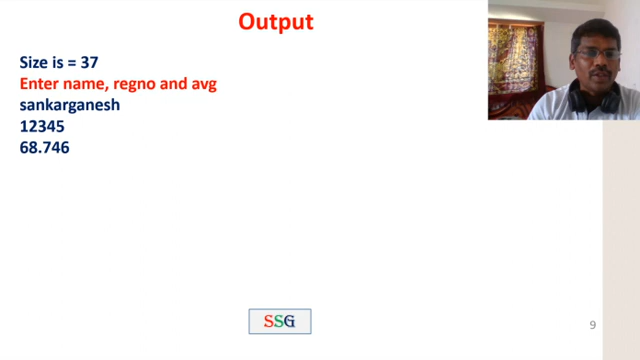 Output
Size is = 37
Enter name, regno and avg
sankarganesh
12345
68.746
SSG
9